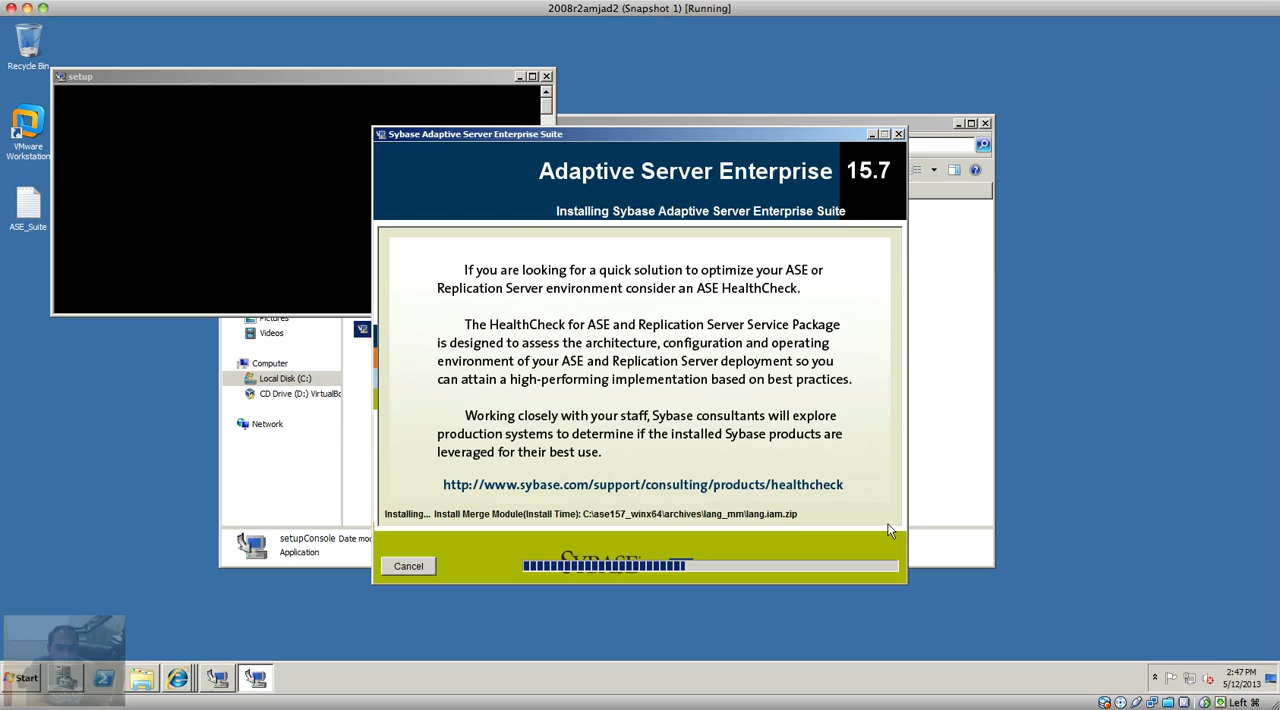 2008r2amjad2 (Snapshot 1) [Running]
Recycle Bin
VMware
Workstation
ASE_Suite
setup
Sybase Adaptive Server Enterprise Suite
Adaptive Server Enterprise 15.7
Installing Sybase Adaptive Server Enterprise Suite
If you are looking for a quick solution to optimize your ASE or
Replication Server environment consider an ASE HealthCheck.
The HealthCheck for ASE and Replication Server Service Package
is designed to assess the architecture, configuration and operating
environment of your ASE and Replication Server deployment so you
can attain a high-performing implementation based on best practices.
Working closely with your staff, Sybase consultants will explore
production systems to determine if the installed Sybase products are
leveraged for their best use.
http://www.sybase.com/support/consulting/products/healthcheck
Installing... Install Merge Module(Install Time): C:\ase157_winx64\archives\lang_mm\lang.iam.zip
Cancel
SYBASE
Pictures
Videos
Computer
Local Disk (C:)
CD Drive (D:) VirtualBo
Network
setupConsole Date mod
Application
Start
2:47 PM
5/12/2013
Left ⌘